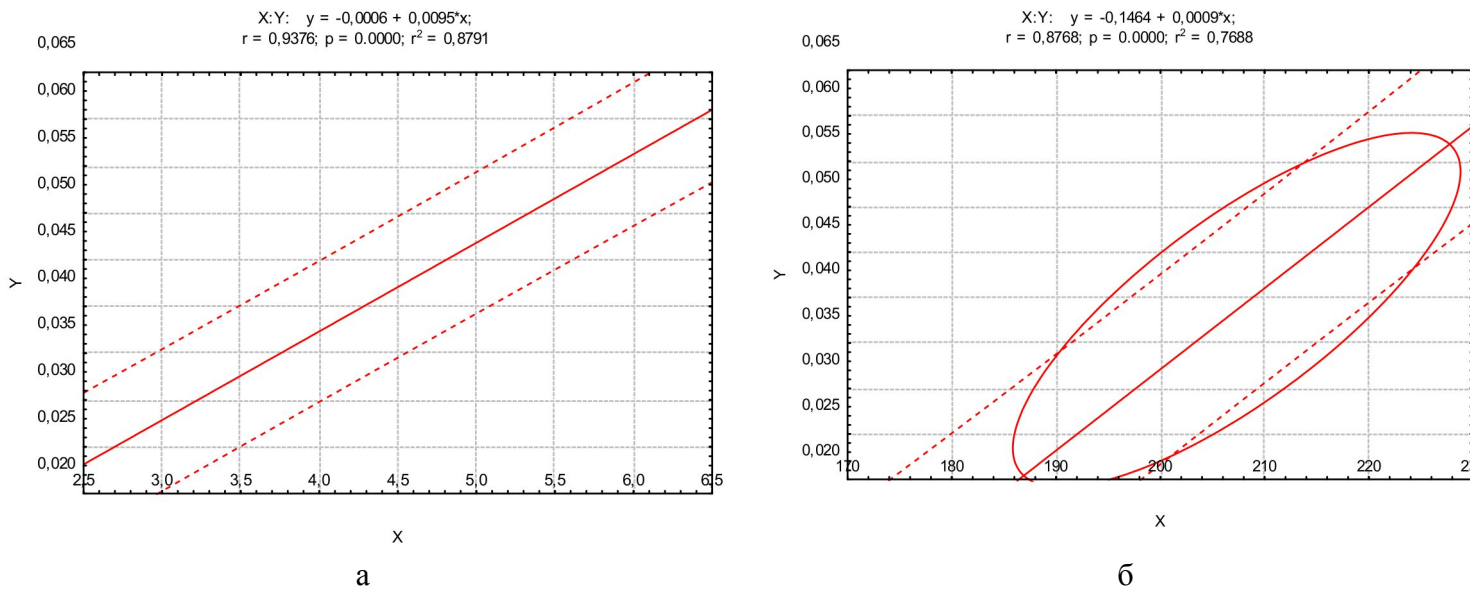 X:Y: y = -0,0006 + 0,0095*x;
r = 0,9376; p = 0.0000; r² = 0,8791
0,065
0,060
0,055
0,050
0,045
0,040
0,035
0,030
0,025
0,020
Y
2,5 3,0 3,5 4,0 4,5 5,0 5,5 6,0 6,5
X
а
X:Y: y = -0,1464 + 0,0009*x;
r = 0,8768; p = 0.0000; r² = 0,7688
0,065
0,060
0,055
0,050
0,045
0,040
0,035
0,030
0,025
0,020
Y
170 180 190 200 210 220
X
б